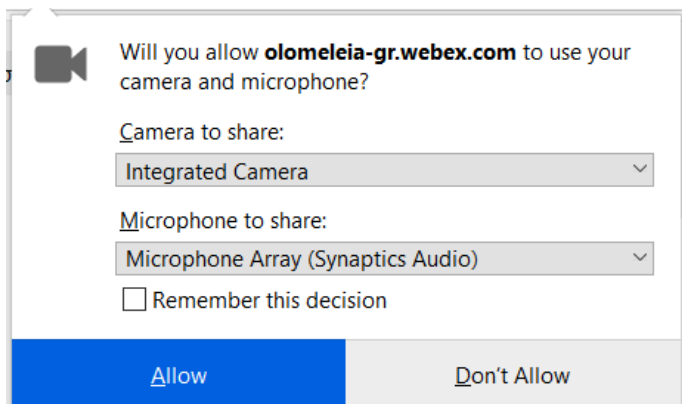 Will you allow olomeleia-gr.webex.com to use your
camera and microphone?
Camera to share:
Integrated Camera
Microphone to share:
Microphone Array (Synaptics Audio)
Remember this decision
Allow
Don't Allow